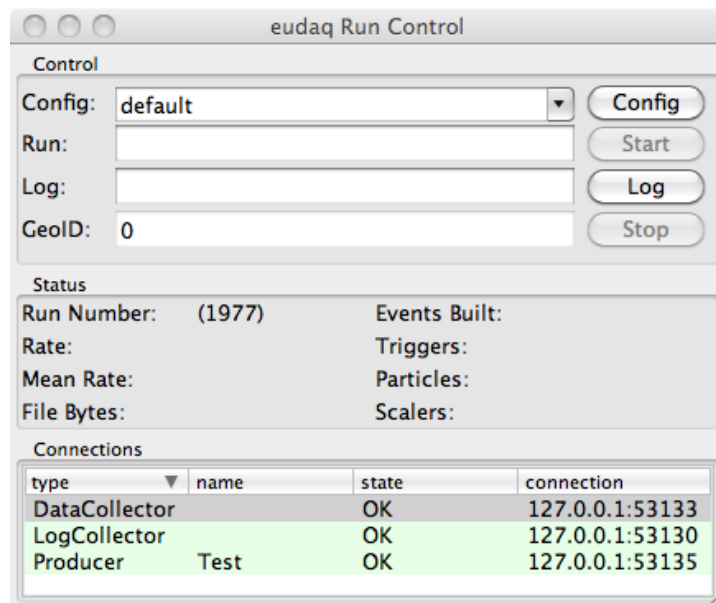 eudaq Run Control
Control
Config: default Config
Run: Start
Log: Log
GeoID: 0 Stop
Status
Run Number: (1977) Events Built:
Rate: Triggers:
Mean Rate: Particles:
File Bytes: Scalers:
Connections
type name state connection
DataCollector OK 127.0.0.1:53133
LogCollector OK 127.0.0.1:53130
Producer Test OK 127.0.0.1:53135